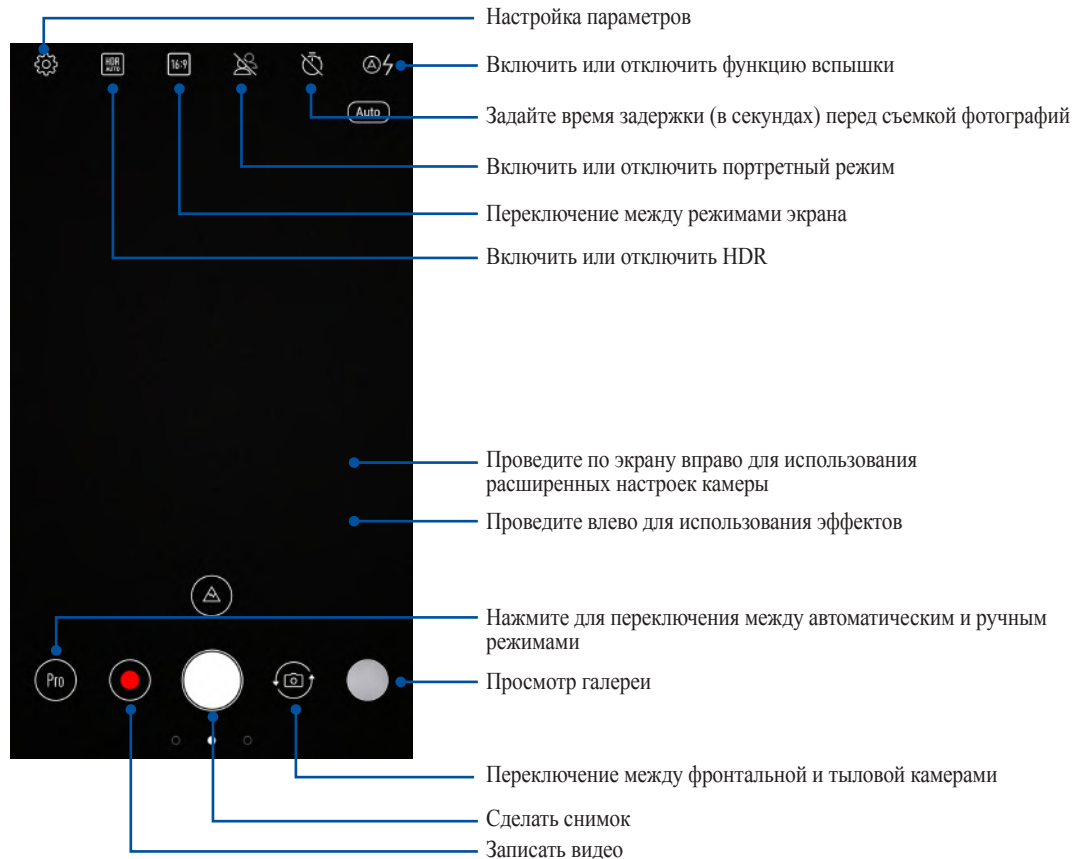 Настройка параметров
HDR
AUTO
16:9
A
Включить или отключить функцию вспышки
Auto
Задайте время задержки (в секундах) перед съемкой фотографий
Включить или отключить портретный режим
Переключение между режимами экрана
Включить или отключить HDR
Проведите по экрану вправо для использования
расширенных настроек камеры
Проведите влево для использования эффектов
Нажмите для переключения между автоматическим и ручным
режимами
Pro
Просмотр галереи
Переключение между фронтальной и тыловой камерами
Сделать снимок
Записать видео